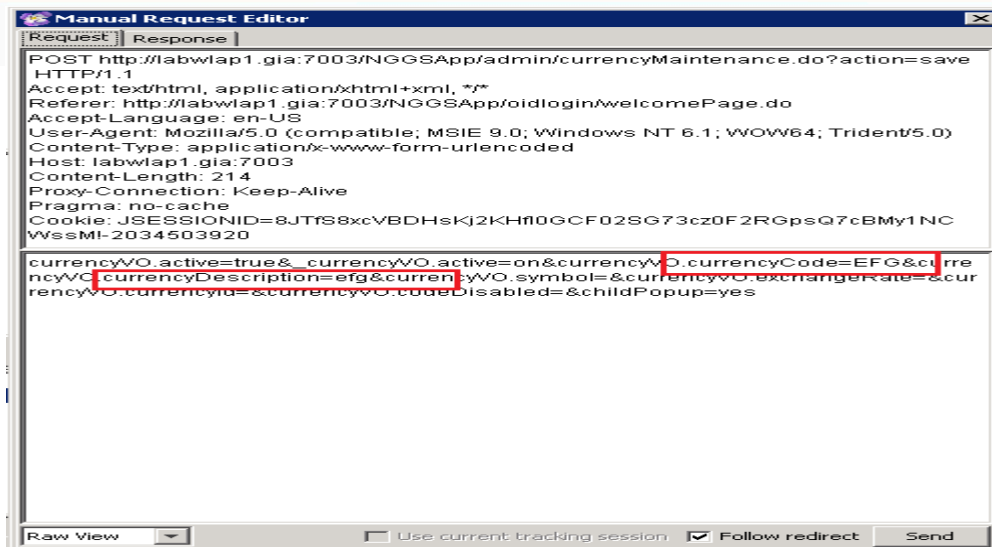 Manual Request Editor
Request Response
POST http://labwlap1.gia:7003/NGGSApp/admin/currencyMaintenance.do?action=save
HTTP/1.1
Accept: text/html, application/xhtml+xml, */*
Referer: http://labwlap1.gia:7003/NGGSApp/oidlogin/welcomePage.do
Accept-Language: en-US
User-Agent: Mozilla/5.0 (compatible; MSIE 9.0; Windows NT 6.1; WOW64; Trident/5.0)
Content-Type: application/x-www-form-urlencoded
Host: labwlap1.gia:7003
Content-Length: 214
Proxy-Connection: Keep-Alive
Pragma: no-cache
Cookie: JSESSIONID=8JTfS8xcVBDHsKj2KHfl0GCF02SG73cz0F2RGpsQ7cBMy1NC
WssM!-2034503920
currencyVO.active=true&_currencyVO.active=on&currencyVO.currencyCode=EFG&curre
ncyVO.currencyDescription=efg&currencyVO.symbol=&currencyVO.exchangeRate=&cur
rencyVO.currencyId=&currencyVO.codeDisabled=&childPopup=yes
Raw View Use current tracking session Follow redirect Send